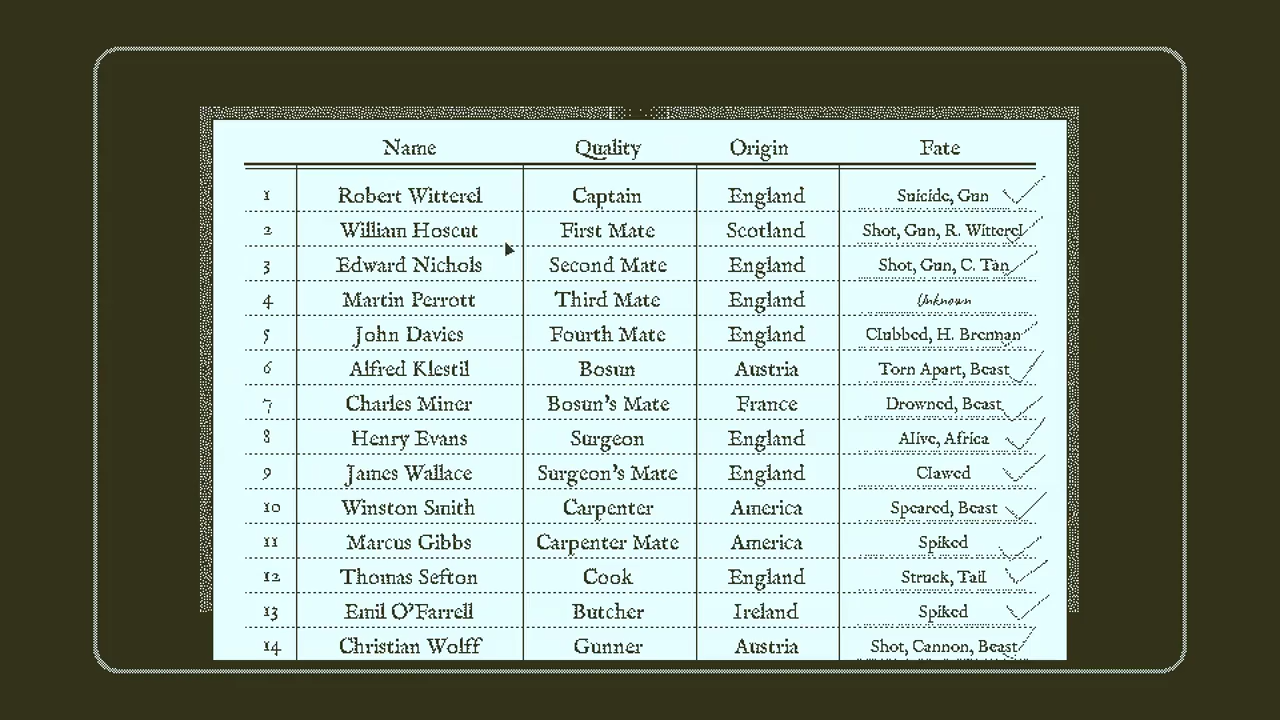 Name Quality Origin Fate
1 Robert Witterel Captain England Suicide, Gun
2 William Hoscut First Mate Scotland Shot, Gun, R. Witterel
3 Edward Nichols Second Mate England Shot, Gun, C. Tan
4 Martin Perrott Third Mate England Unknown
5 John Davies Fourth Mate England Clubbed, H. Brennan
6 Alfred Klestil Bosun Austria Torn Apart, Beast
7 Charles Miner Bosun's Mate France Drowned, Beast
8 Henry Evans Surgeon England Alive, Africa
9 James Wallace Surgeon's Mate England Clawed
10 Winston Smith Carpenter America Speared, Beast
11 Marcus Gibbs Carpenter Mate America Spiked
12 Thomas Sefton Cook England Struck, Tail
13 Emil O'Farrell Butcher Ireland Spiked
14 Christian Wolff Gunner Austria Shot, Cannon, Beast